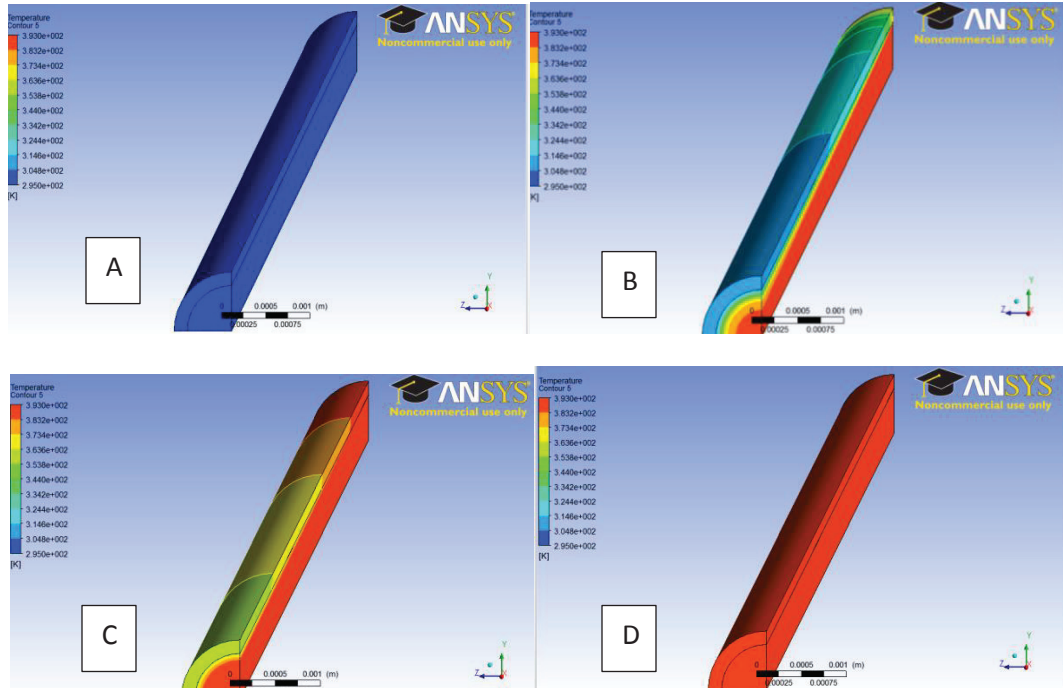 Temperature
Contour 5
3.930e+002
3.832e+002
3.734e+002
3.636e+002
3.538e+002
3.440e+002
3.342e+002
3.244e+002
3.146e+002
3.048e+002
2.950e+002
[K]
ANSYS
Noncommercial use only
A
0 0.0005 0.001 (m)
0.00025 0.00075
Y
Z X
Temperature
Contour 5
3.930e+002
3.832e+002
3.734e+002
3.636e+002
3.538e+002
3.440e+002
3.342e+002
3.244e+002
3.146e+002
3.048e+002
2.950e+002
[K]
ANSYS
Noncommercial use only
B
0 0.0005 0.001 (m)
0.00025 0.00075
Y
Z X
Temperature
Contour 5
3.930e+002
3.832e+002
3.734e+002
3.636e+002
3.538e+002
3.440e+002
3.342e+002
3.244e+002
3.146e+002
3.048e+002
2.950e+002
[K]
ANSYS
Noncommercial use only
C
0 0.0005 0.001 (m)
0.00025 0.00075
Y
Z X
Temperature
Contour 5
3.930e+002
3.832e+002
3.734e+002
3.636e+002
3.538e+002
3.440e+002
3.342e+002
3.244e+002
3.146e+002
3.048e+002
2.950e+002
[K]
ANSYS
Noncommercial use only
D
0 0.0005 0.001 (m)
0.00025 0.00075
Y
Z X